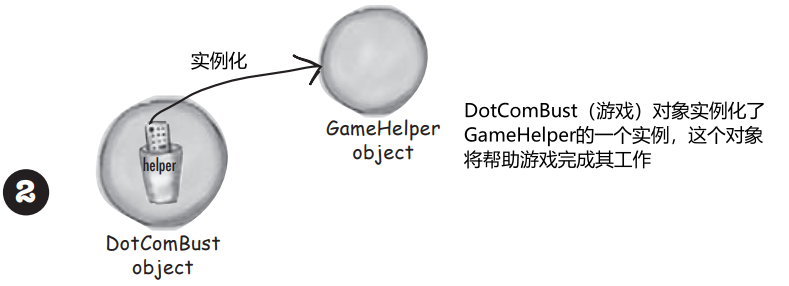 实例化
GameHelper
object
DotComBust（游戏）对象实例化了
GameHelper的一个实例，这个对象
将帮助游戏完成其工作
helper
2
DotComBust
object